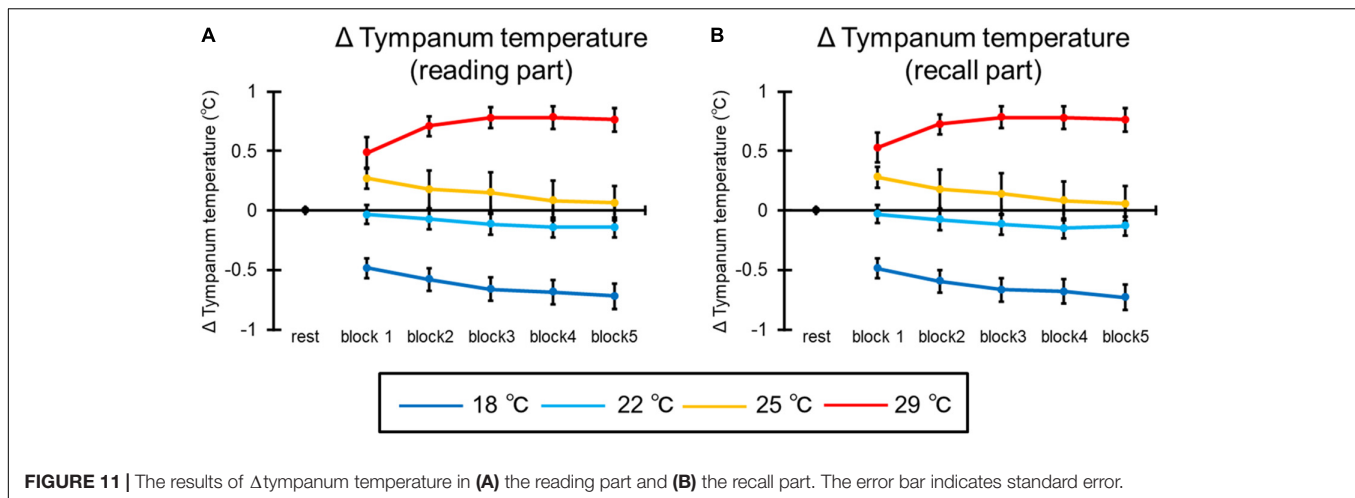 A
Δ Tympanum temperature
(reading part)
Δ Tympanum temperature (℃)
1
0.5
0
-0.5
-1
rest block 1 block2 block3 block4 block5
B
Δ Tympanum temperature
(recall part)
Δ Tympanum temperature (℃)
1
0.5
0
-0.5
-1
rest block 1 block2 block3 block4 block5
18 ℃ 22 ℃ 25 ℃ 29 ℃
FIGURE 11 | The results of Δtympanum temperature in (A) the reading part and (B) the recall part. The error bar indicates standard error.